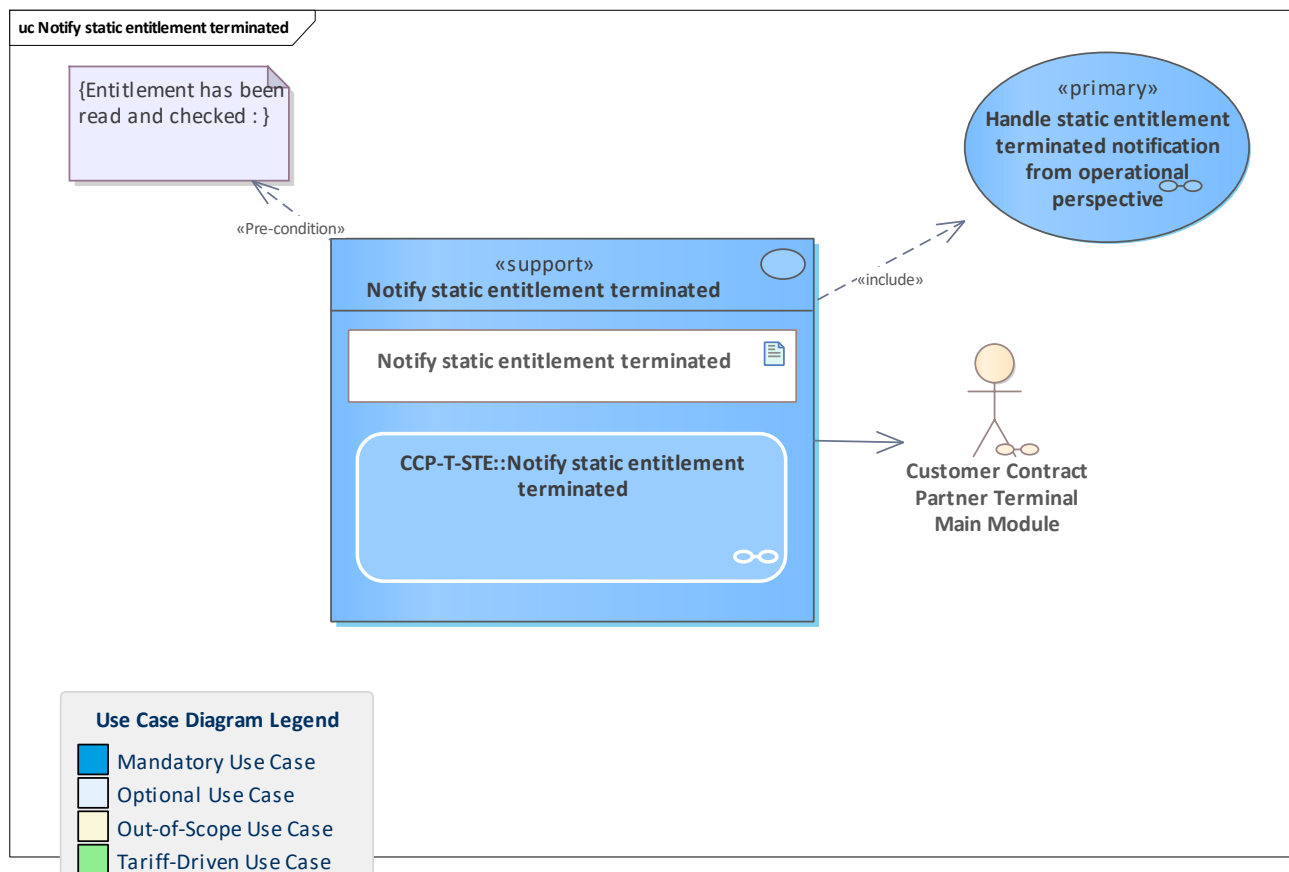 uc Notify static entitlement terminated
{Entitlement has been
read and checked : }
«primary»
Handle static entitlement
terminated notification
from operational
perspective
«Pre-condition»
«support»
Notify static entitlement terminated
«include»
Notify static entitlement terminated
CCP-T-STE::Notify static entitlement
terminated
Customer Contract
Partner Terminal
Main Module
Use Case Diagram Legend
Mandatory Use Case
Optional Use Case
Out-of-Scope Use Case
Tariff-Driven Use Case